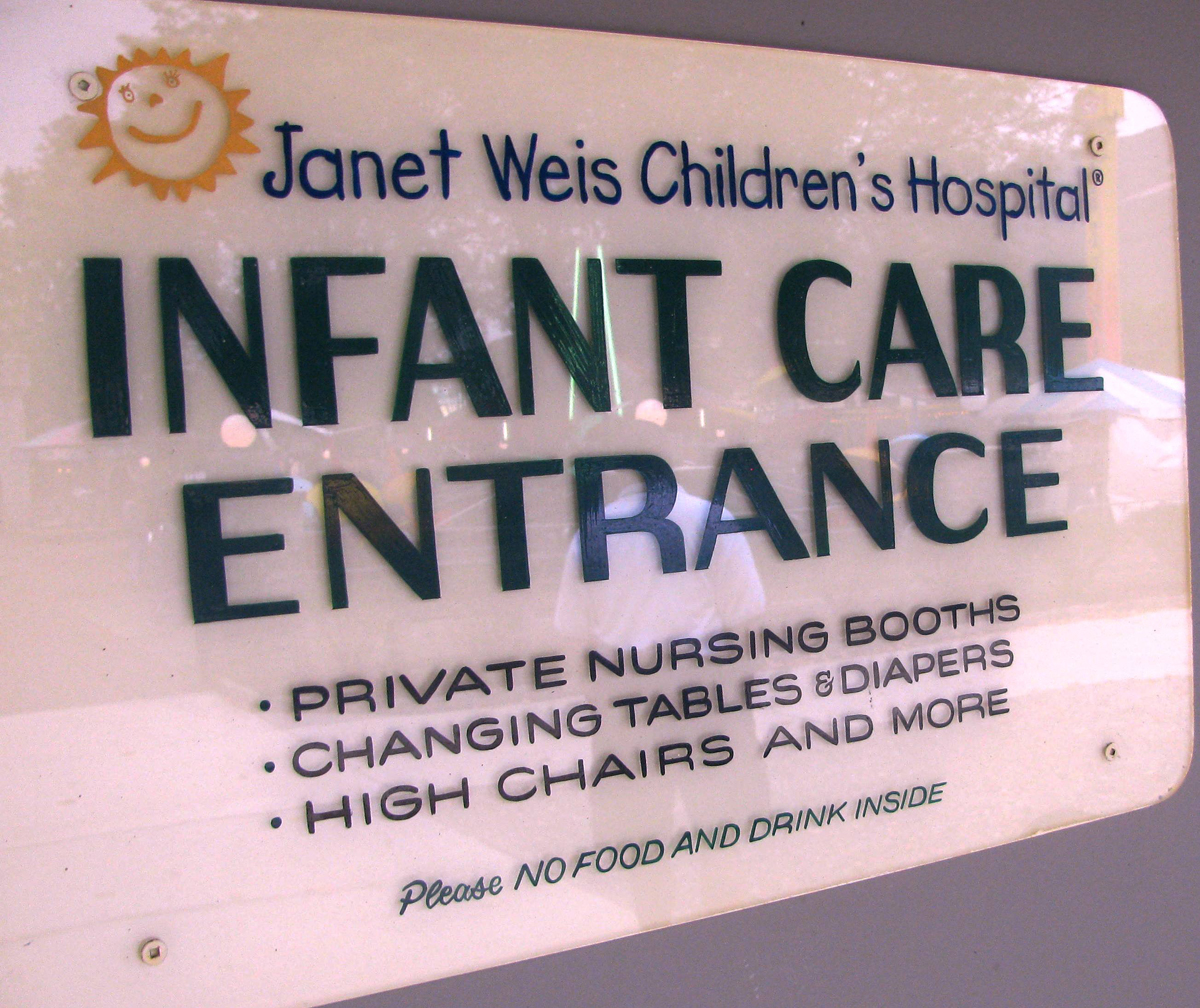 Janet Weis Children's Hospital®
INFANT CARE
ENTRANCE
• PRIVATE NURSING BOOTHS
• CHANGING TABLES & DIAPERS
• HIGH CHAIRS AND MORE
Please NO FOOD AND DRINK INSIDE